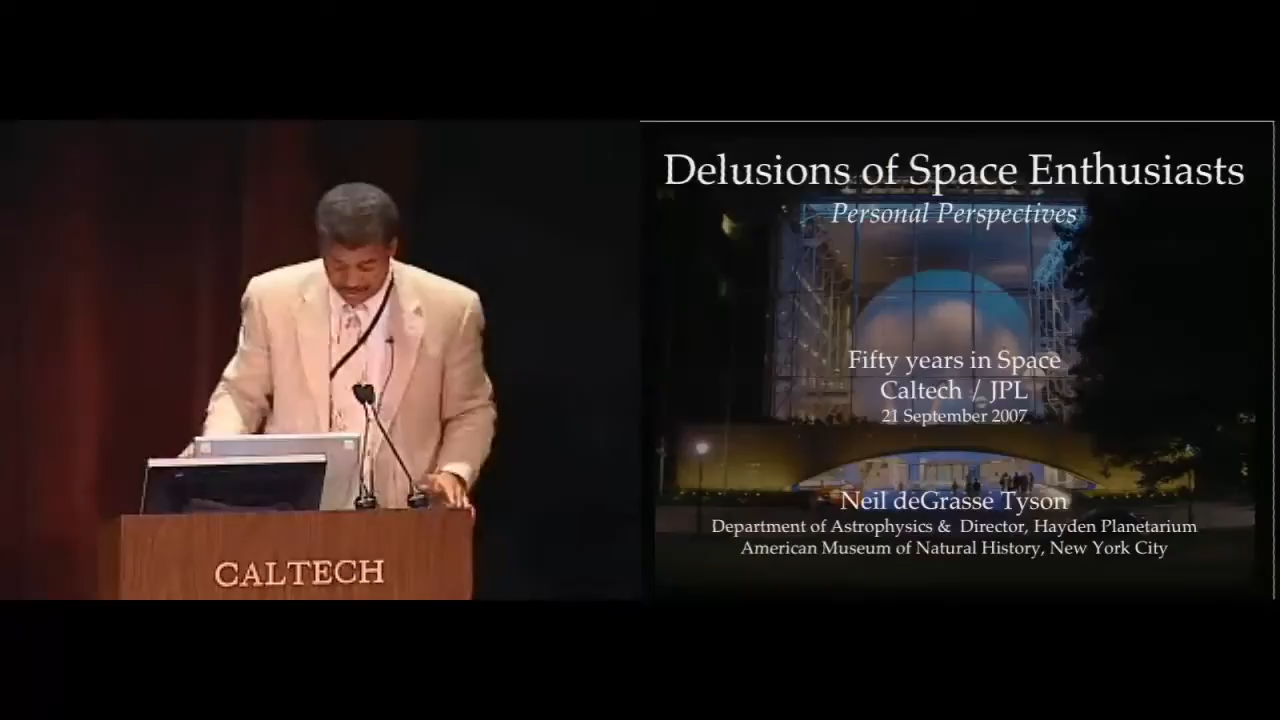 CALTECH
Delusions of Space Enthusiasts
Personal Perspectives
Fifty years in Space
Caltech / JPL
21 September 2007
Neil deGrasse Tyson
Department of Astrophysics & Director, Hayden Planetarium
American Museum of Natural History, New York City